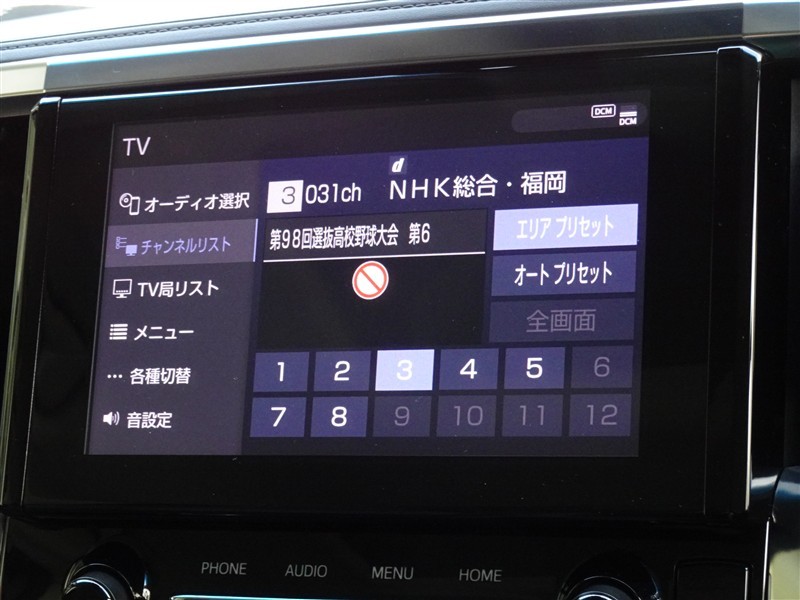 DCM
DCM
TV
d
3 031ch NHK総合・福岡
オーディオ選択
チャンネルリスト
TV局リスト
メニュー
各種切替
音設定
第98回選抜高校野球大会 第6
エリア プリセット
オート プリセット
全画面
1 2 3 4 5 6
7 8 9 10 11 12
PHONE AUDIO MENU HOME